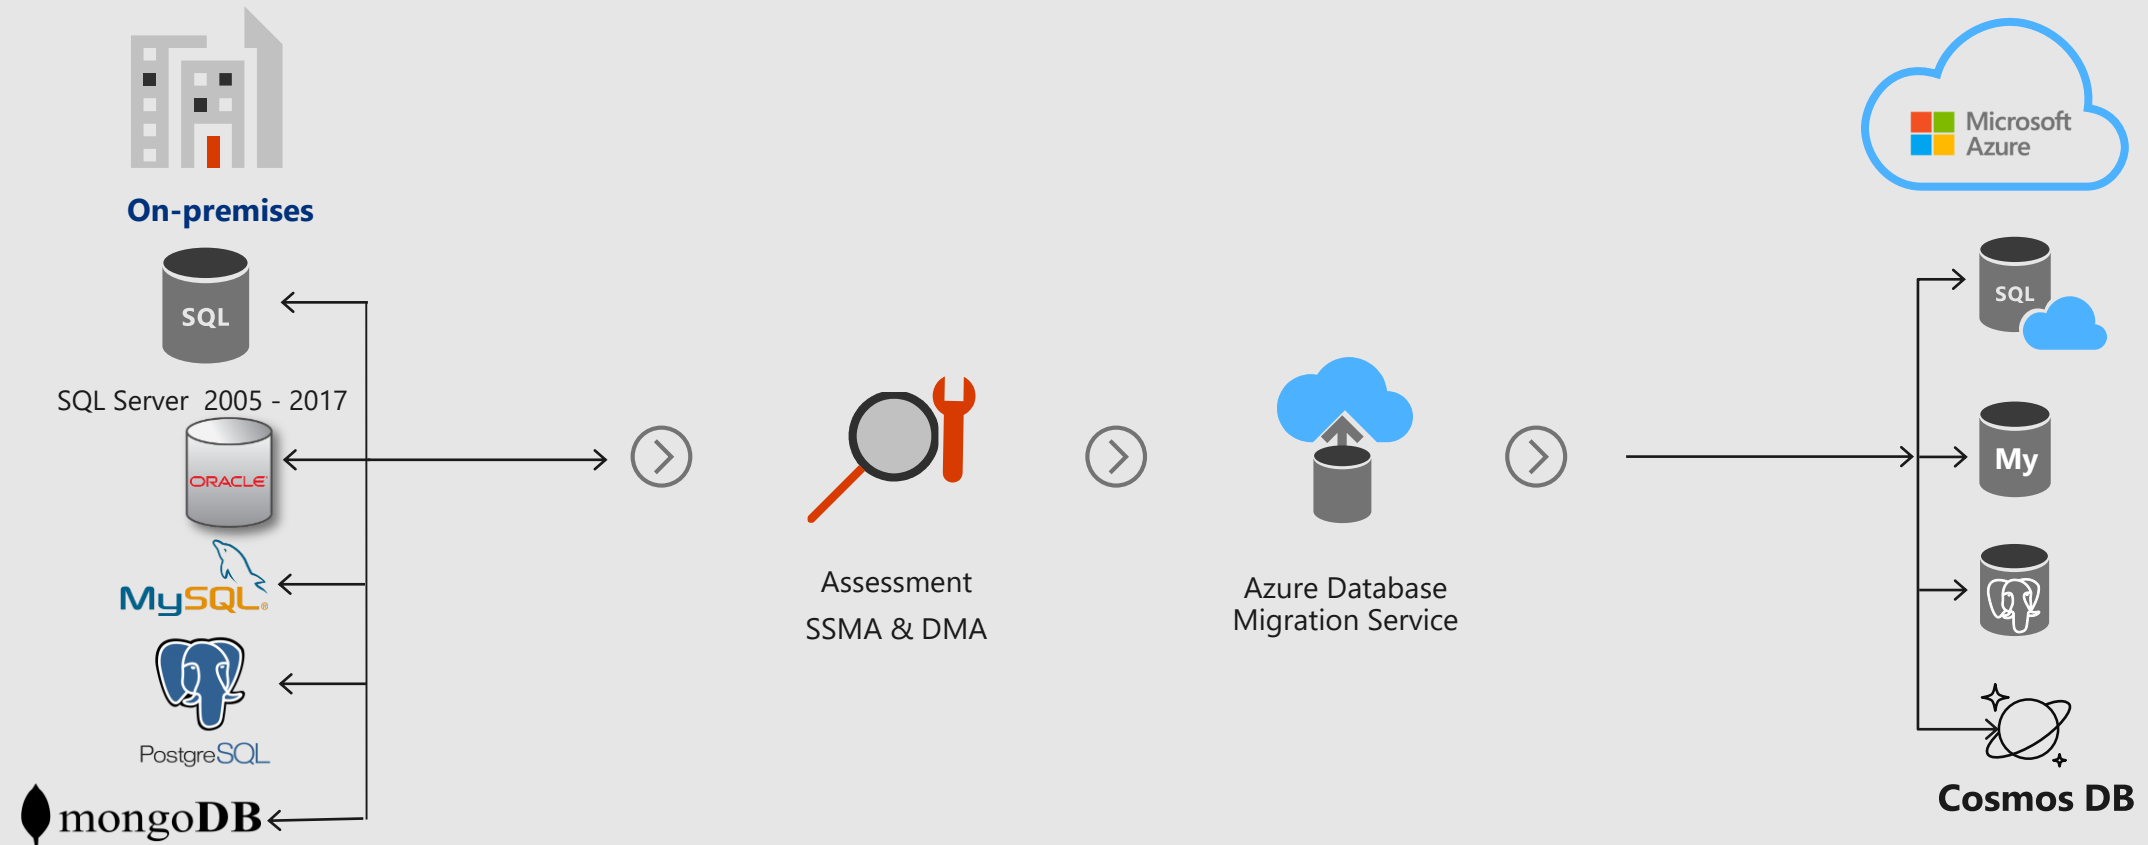 On-premises
SQL
SQL Server 2005 - 2017
ORACLE
MySQL®
PostgreSQL
mongoDB
Assessment
SSMA & DMA
Azure Database
Migration Service
Microsoft
Azure
SQL
My
Cosmos DB